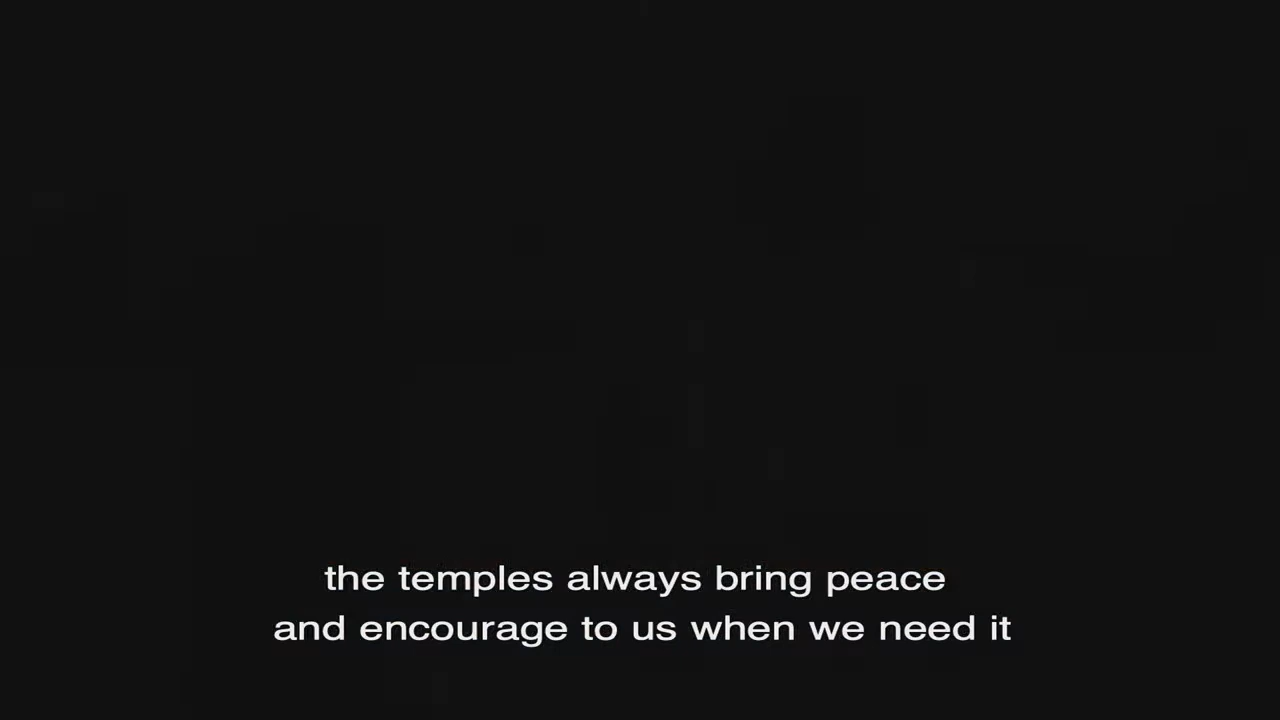 the temples always bring peace
and encourage to us when we need it